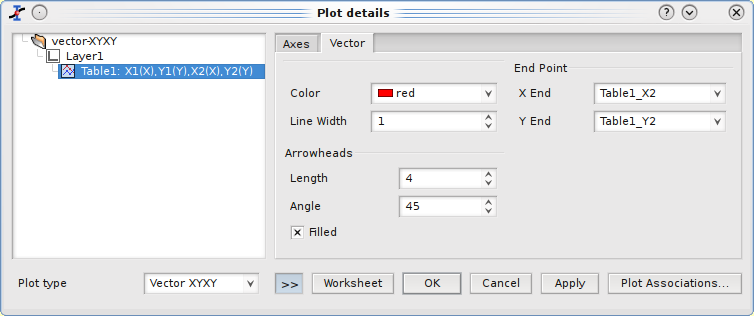 Plot details
vector-XYXY
Layer1
Table1: X1(X),Y1(Y),X2(X),Y2(Y)
Axes
Vector
Color
red
Line Width
1
End Point
X End
Table1_X2
Y End
Table1_Y2
Arrowheads
Length
4
Angle
45
Filled
Plot type
Vector XYXY
>>
Worksheet
OK
Cancel
Apply
Plot Associations...